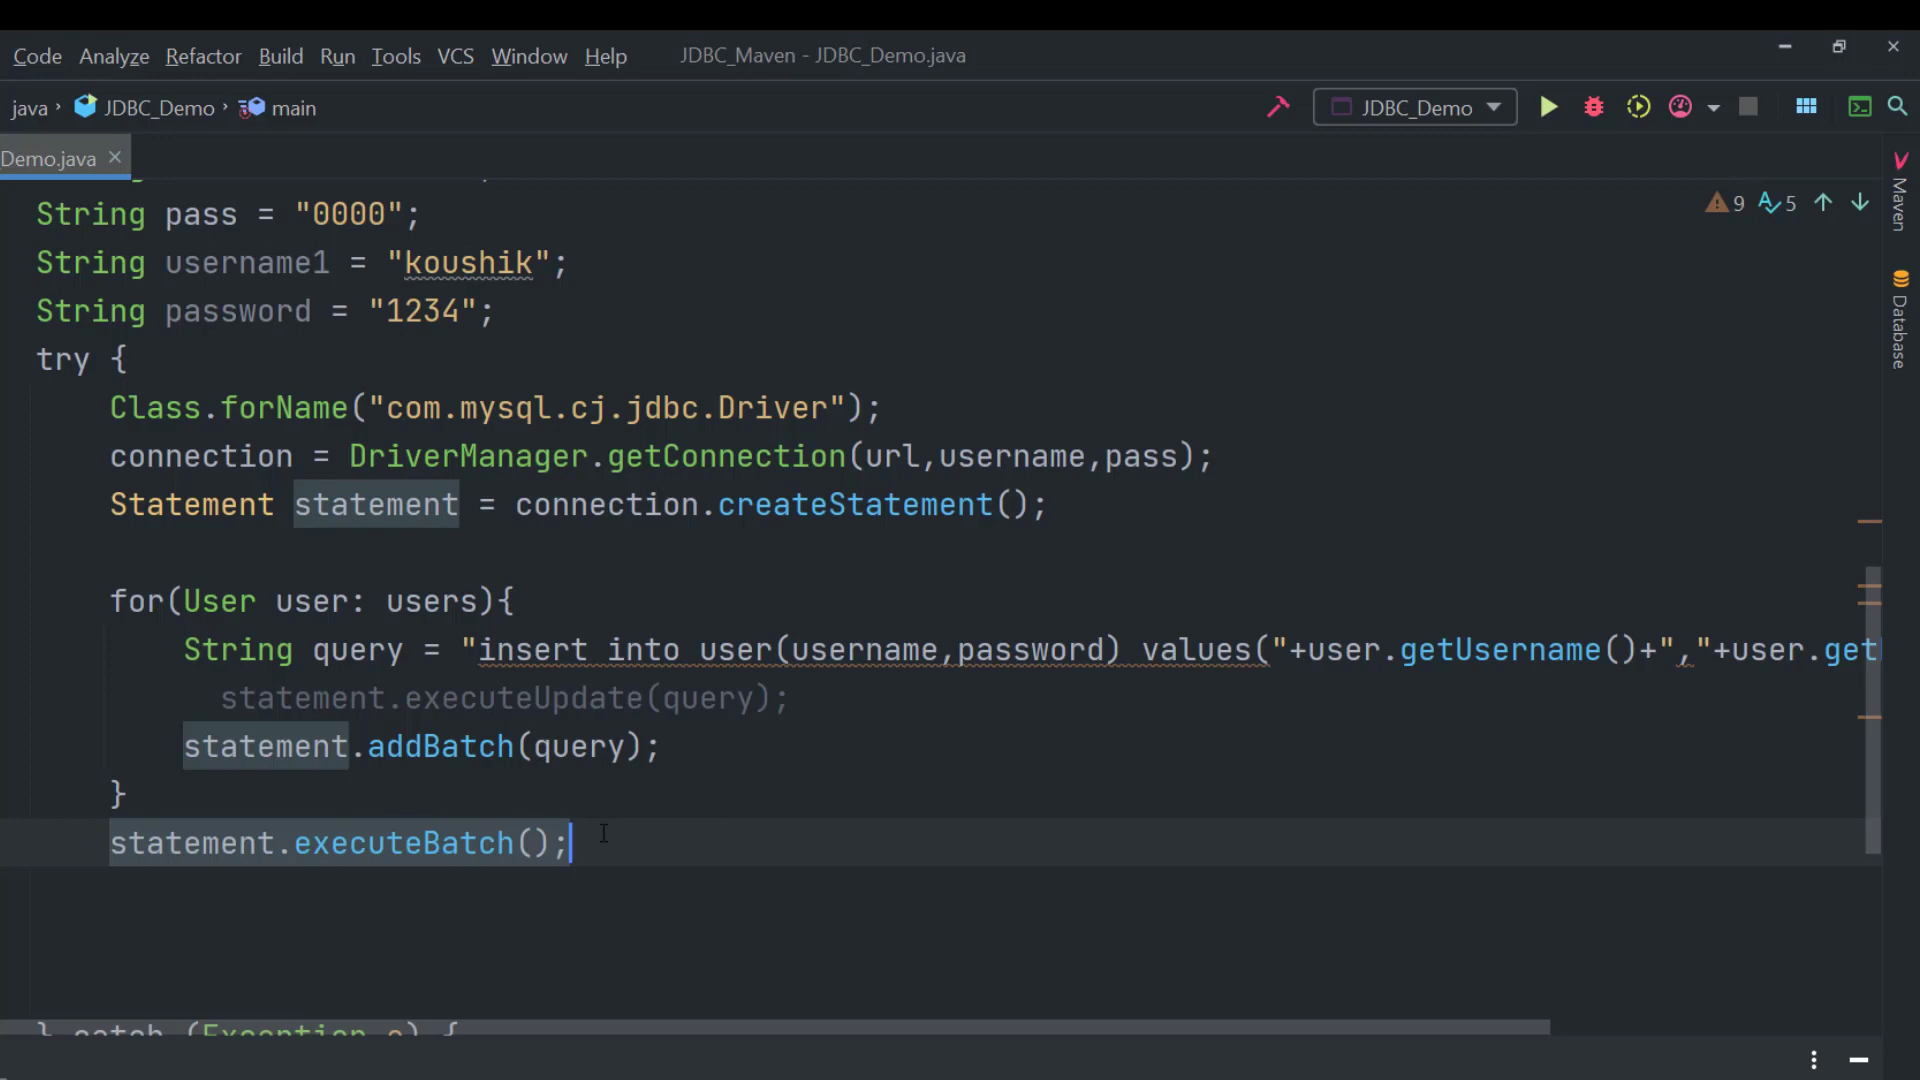 Code Analyze Refactor Build Run Tools VCS Window Help JDBC_Maven - JDBC_Demo.java
java › JDBC_Demo › main JDBC_Demo
Demo.java
9 5
Maven
Database
String pass = "0000";
String username1 = "koushik";
String password = "1234";
try {
Class.forName("com.mysql.cj.jdbc.Driver");
connection = DriverManager.getConnection(url,username,pass);
Statement statement = connection.createStatement();
for(User user: users){
String query = "insert into user(username,password) values("+user.getUsername()+","+user.get
statement.executeUpdate(query);
statement.addBatch(query);
}
statement.executeBatch();
} catch (Exception e) {